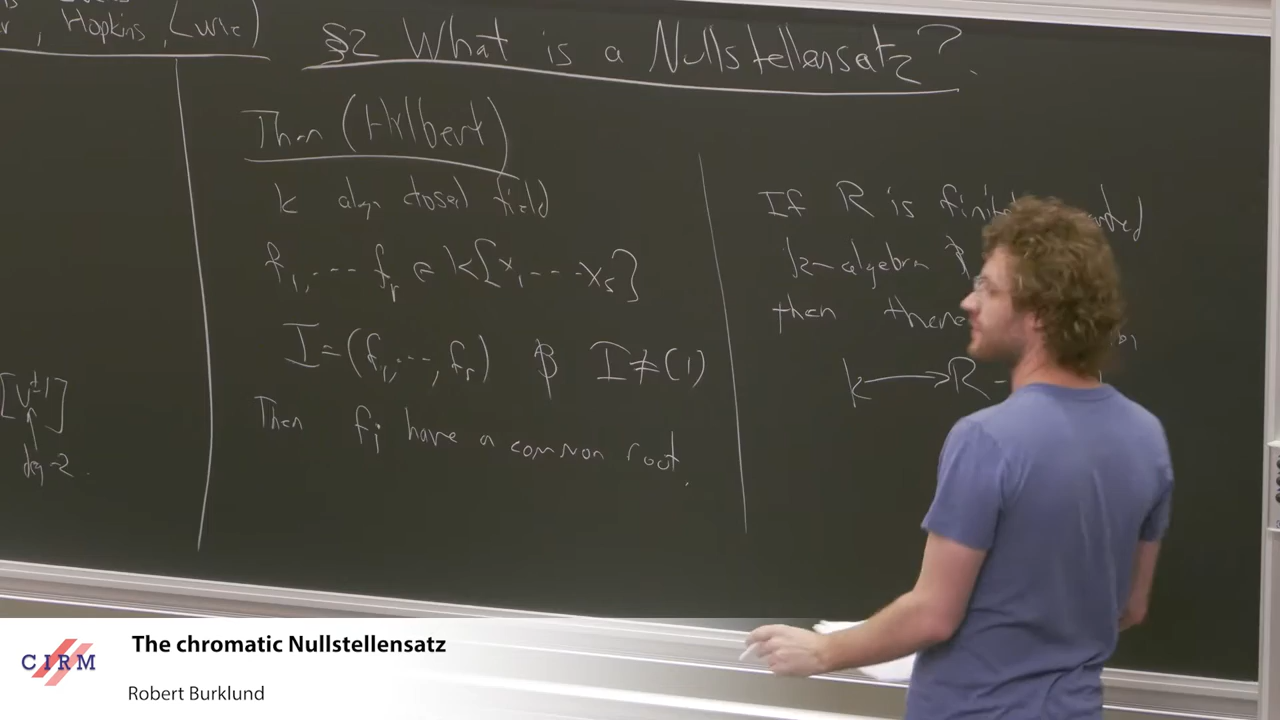 , Hopkins, Lurie)
§2 What is a Nullstellensatz?
Thm (Hilbert)
k alg closed field
f₁, ... fᵣ ∈ k[x₁ ... xₛ]
I = (f₁, ..., fᵣ) & I ≠ (1)
Then fᵢ have a common root.
If R is
k-algebra &
then there
k → R
[u±1]
deg-2.
CIRM
The chromatic Nullstellensatz
Robert Burklund